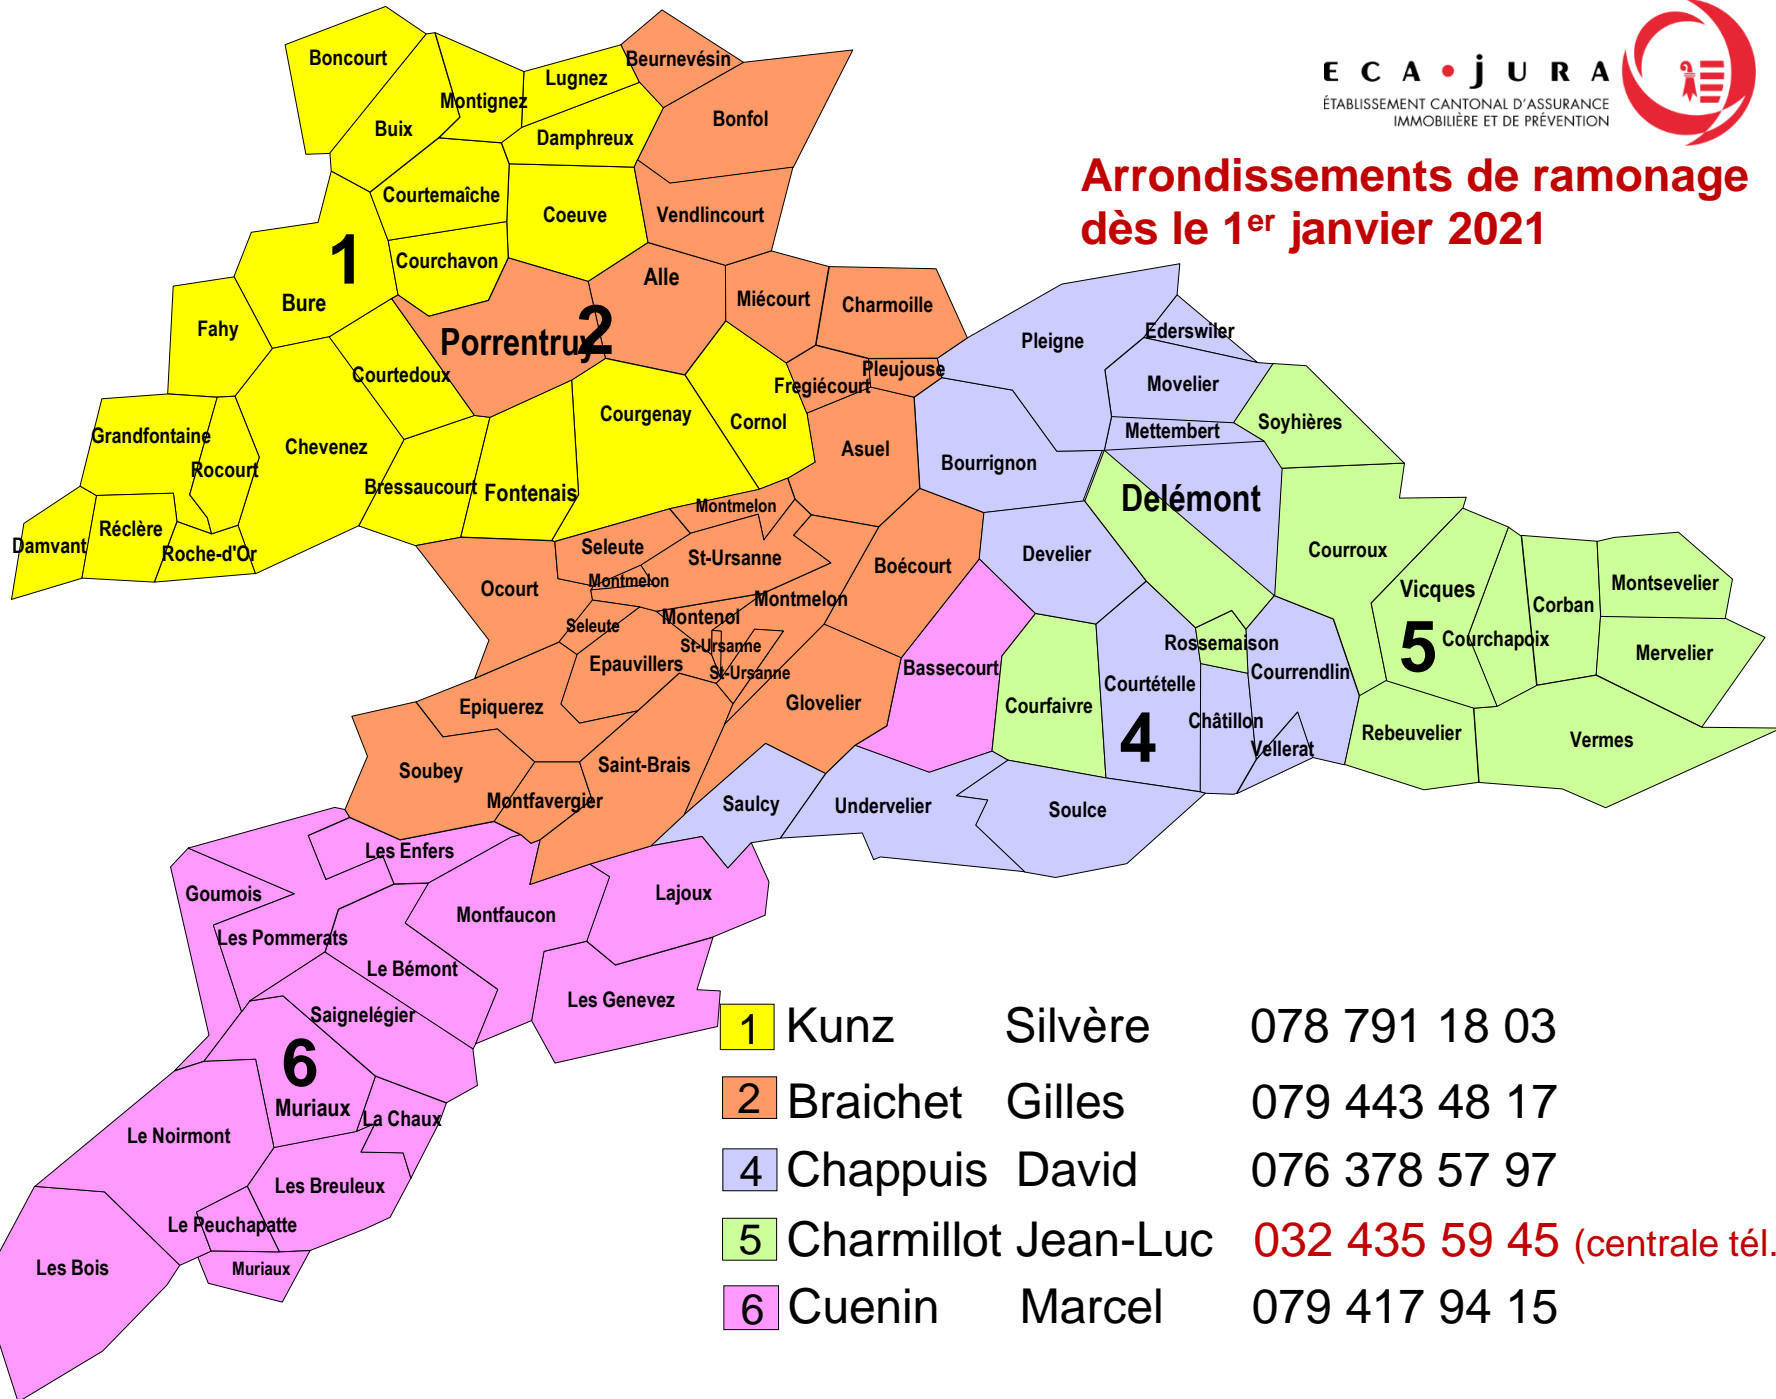 ECA•jURA
ÉTABLISSEMENT CANTONAL D'ASSURANCE
IMMOBILIÈRE ET DE PRÉVENTION
Arrondissements de ramonage
dès le 1er janvier 2021
Boncourt
Beurnevésin
Lugnez
Montignez
Bonfol
Buix
Damphreux
Courtemaîche
Coeuve
Vendlincourt
1
Courchavon
Alle
Bure
Miécourt
Charmoille
Fahy
2
Porrentruy
Pleigne
Ederswiler
Courtedoux
Pleujouse
Fregiécourt
Movelier
Courgenay
Cornol
Soyhières
Grandfontaine
Mettembert
Chevenez
Asuel
Bourrignon
Rocourt
Bressaucourt
Fontenais
Delémont
Montmelon
Réclère
Damvant
Roche-d'Or
Seleute
St-Ursanne
Develier
Courroux
Boécourt
Montmelon
Ocourt
Vicques
Montsevelier
Montmelon
Corban
Montenol
Seleute
5
Courchapoix
St-Ursanne
Rossemaison
Mervelier
Epauvillers
St-Ursanne
Bassecourt
Courrendlin
Courtételle
Glovelier
Epiquerez
Courfaivre
Châtillon
4
Rebeuvelier
Vermes
Vellerat
Saint-Brais
Soubey
Montfavergier
Saulcy
Undervelier
Soulce
Les Enfers
Goumois
Lajoux
Montfaucon
Les Pommerats
Le Bémont
Les Genevez
Saignelégier
6
Muriaux
La Chaux
Le Noirmont
Les Breuleux
Le Peuchapatte
Les Bois
Muriaux
1 Kunz Silvère 078 791 18 03
2 Braichet Gilles 079 443 48 17
4 Chappuis David 076 378 57 97
5 Charmillot Jean-Luc 032 435 59 45 (centrale tél.
6 Cuenin Marcel 079 417 94 15